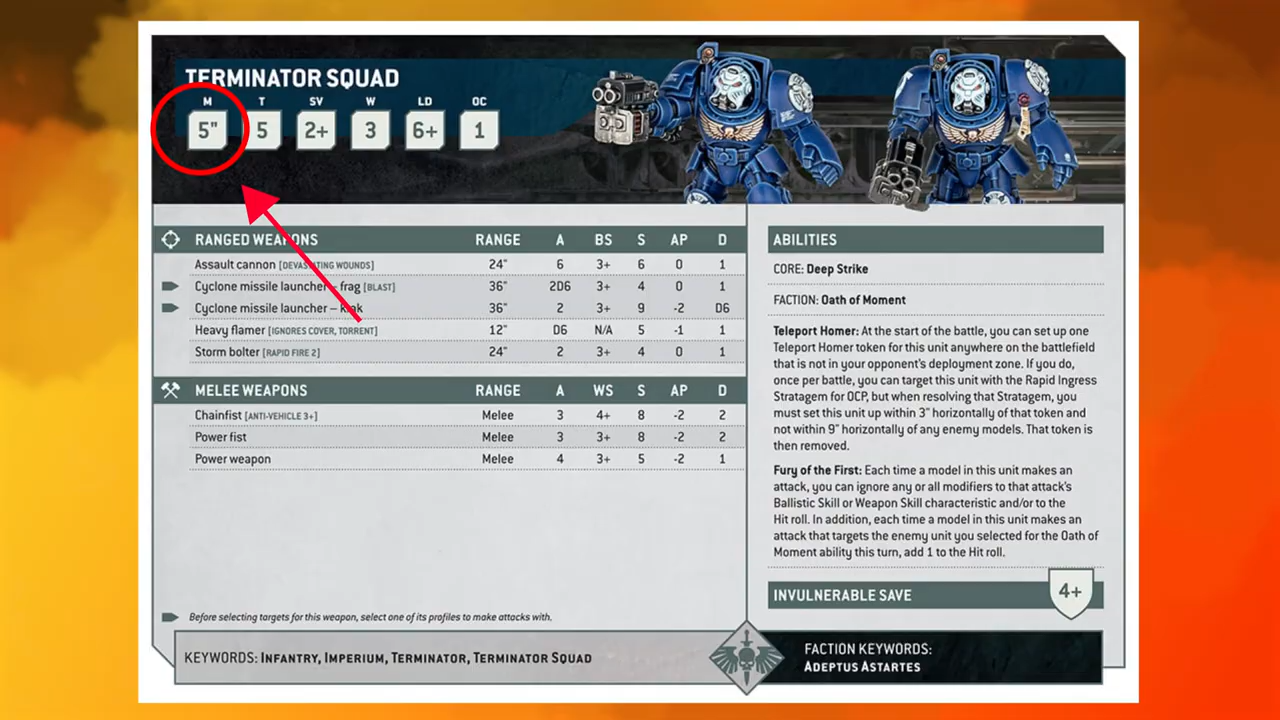 TERMINATOR SQUAD
M T SV W LD OC
5" 5 2+ 3 6+ 1
RANGED WEAPONS RANGE A BS S AP D
Assault cannon [DEVASTATING WOUNDS] 24" 6 3+ 6 0 1
Cyclone missile launcher – frag [BLAST] 36" 2D6 3+ 4 0 1
Cyclone missile launcher – krak 36" 2 3+ 9 -2 D6
Heavy flamer [IGNORES COVER, TORRENT] 12" D6 N/A 5 -1 1
Storm bolter [RAPID FIRE 2] 24" 2 3+ 4 0 1
MELEE WEAPONS RANGE A WS S AP D
Chainfist [ANTI-VEHICLE 3+] Melee 3 4+ 8 -2 2
Power fist Melee 3 3+ 8 -2 2
Power weapon Melee 4 3+ 5 -2 1
Before selecting targets for this weapon, select one of its profiles to make attacks with.
ABILITIES
CORE: Deep Strike
FACTION: Oath of Moment
Teleport Homer: At the start of the battle, you can set up one
Teleport Homer token for this unit anywhere on the battlefield
that is not in your opponent's deployment zone. If you do,
once per battle, you can target this unit with the Rapid Ingress
Stratagem for 0CP, but when resolving that Stratagem, you
must set this unit up within 3" horizontally of that token and
not within 9" horizontally of any enemy models. That token is
then removed.
Fury of the First: Each time a model in this unit makes an
attack, you can ignore any or all modifiers to that attack's
Ballistic Skill or Weapon Skill characteristic and/or to the
Hit roll. In addition, each time a model in this unit makes an
attack that targets the enemy unit you selected for the Oath of
Moment ability this turn, add 1 to the Hit roll.
INVULNERABLE SAVE 4+
KEYWORDS: INFANTRY, IMPERIUM, TERMINATOR, TERMINATOR SQUAD
FACTION KEYWORDS:
ADEPTUS ASTARTES